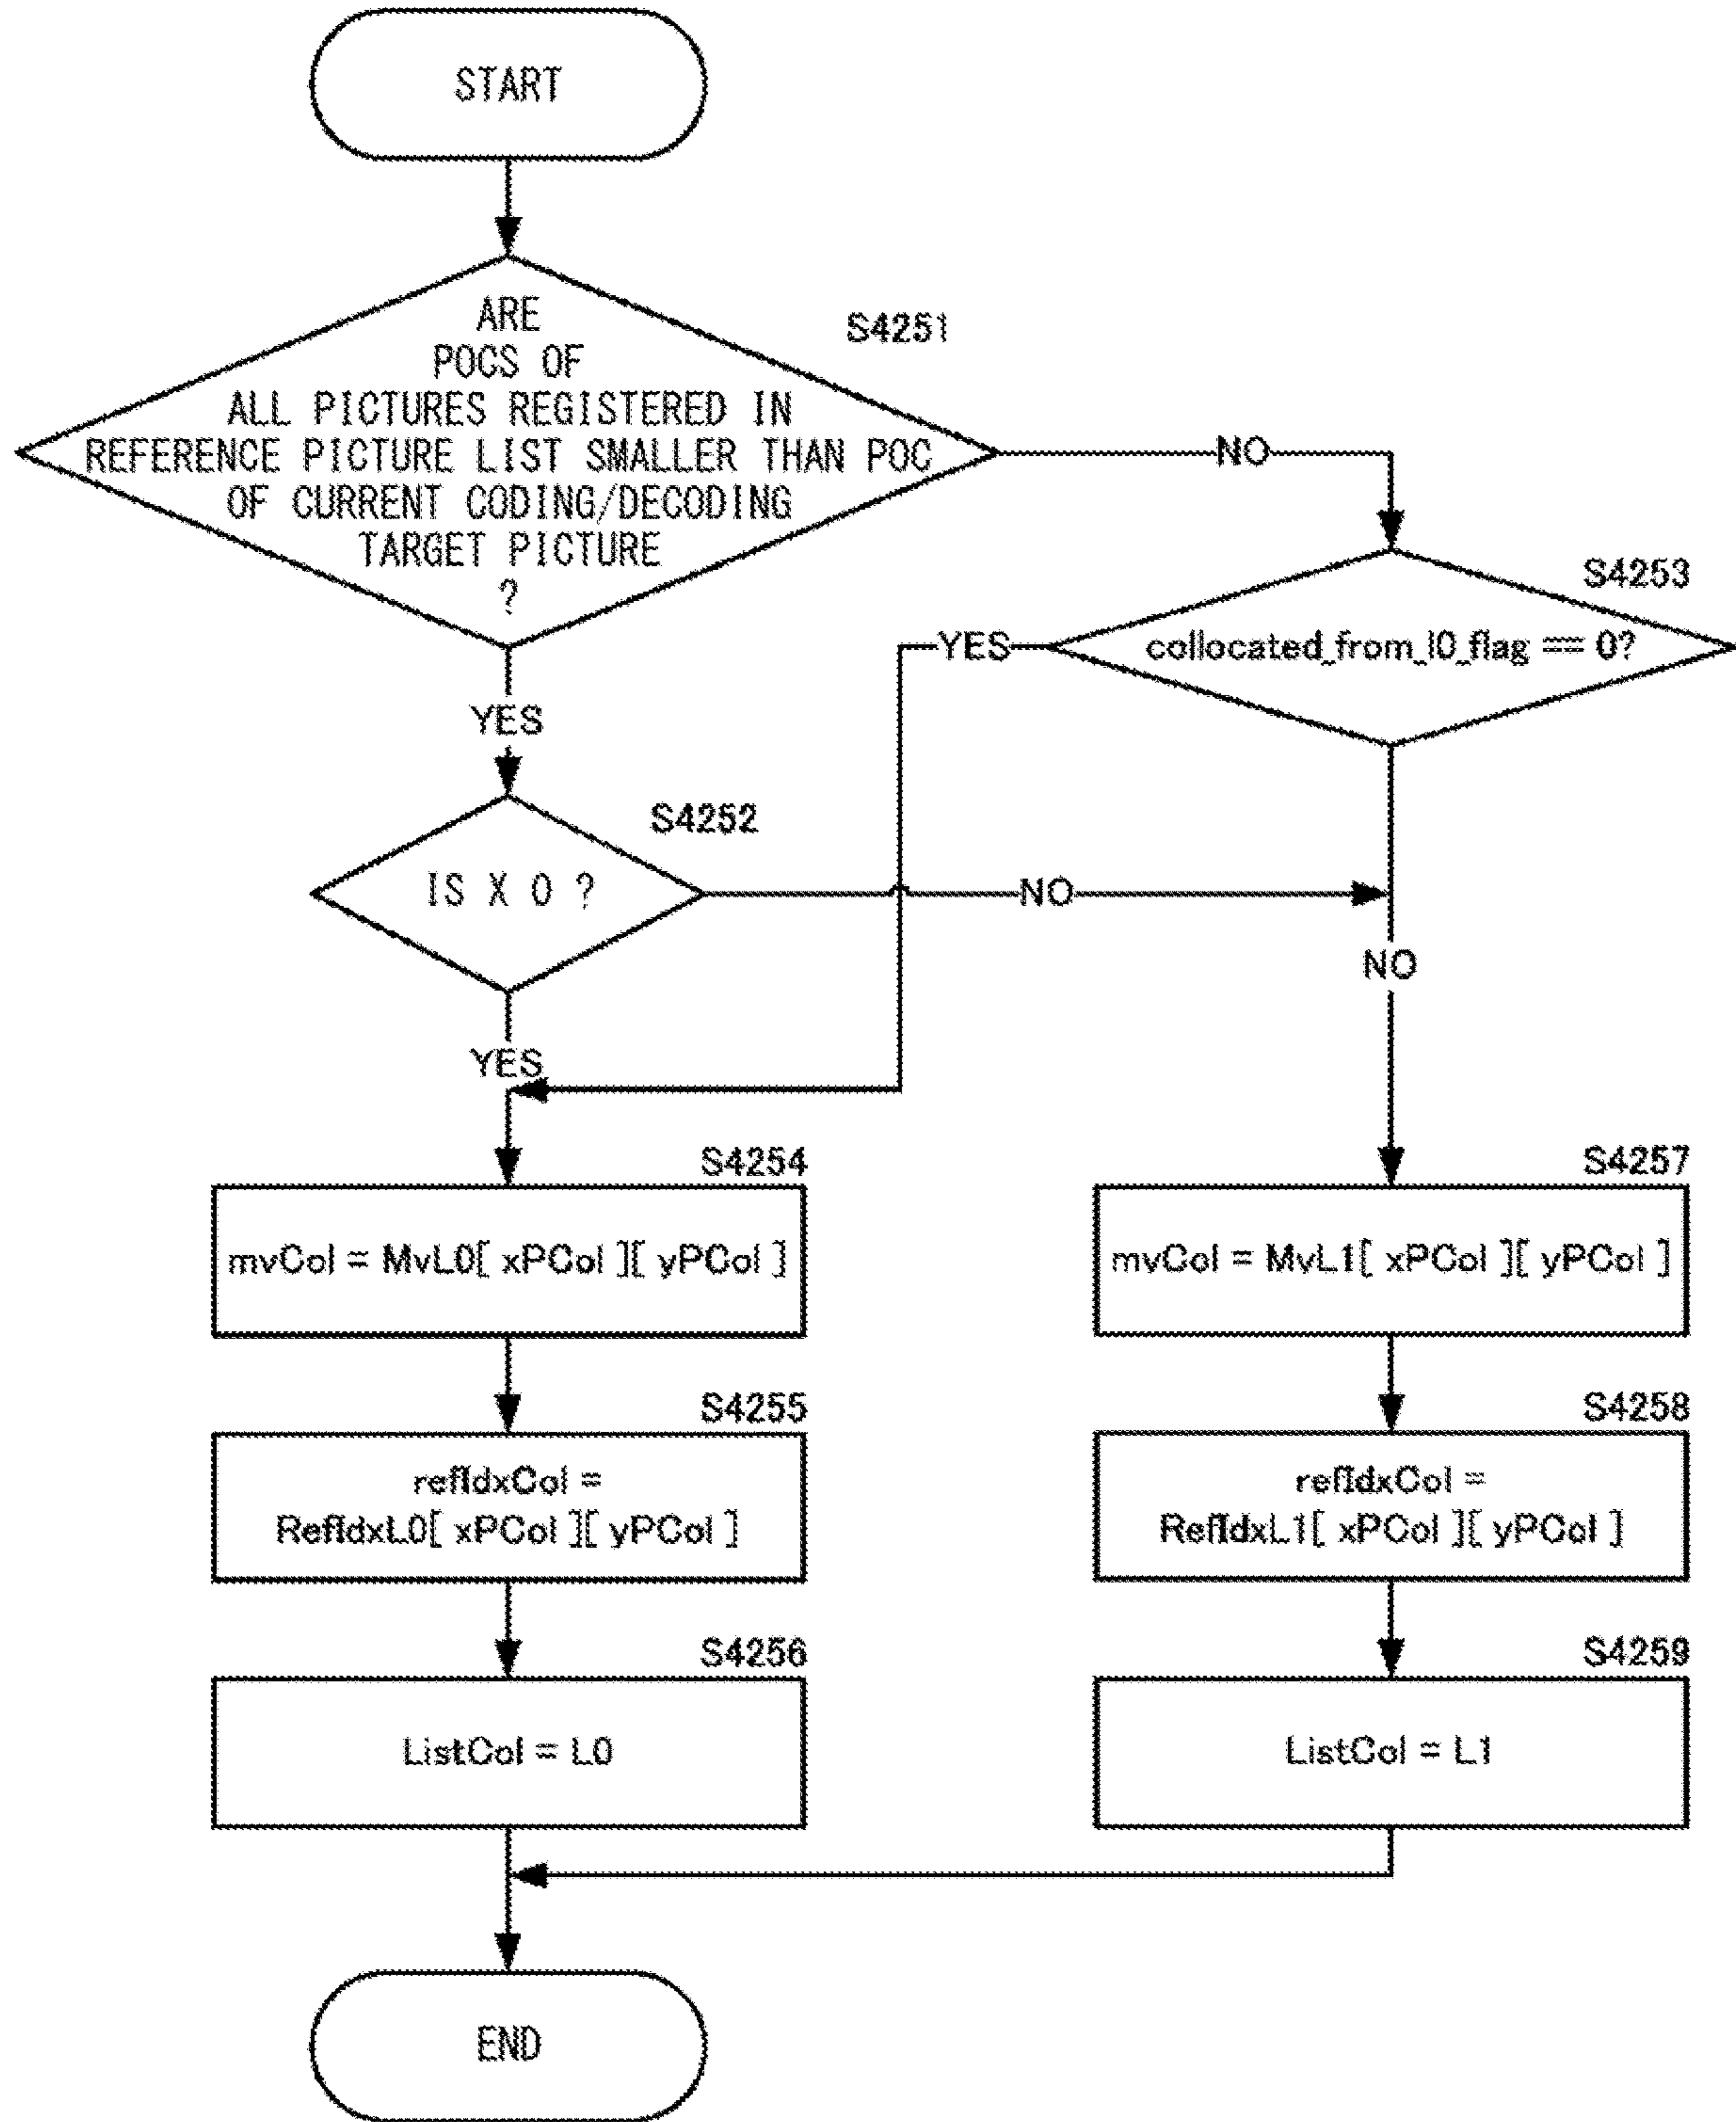 START
ARE
POCS OF
ALL PICTURES REGISTERED IN
REFERENCE PICTURE LIST SMALLER THAN POC
OF CURRENT CODING/DECODING
TARGET PICTURE
?
S4251
NO
YES
S4253
collocated_from_l0_flag == 0?
YES
NO
S4252
IS X 0 ?
NO
YES
S4254
mvCol = MvL0[ xPCol ][ yPCol ]
S4255
refIdxCol =
RefIdxL0[ xPCol ][ yPCol ]
S4256
ListCol = L0
S4257
mvCol = MvL1[ xPCol ][ yPCol ]
S4258
refIdxCol =
RefIdxL1[ xPCol ][ yPCol ]
S4259
ListCol = L1
END